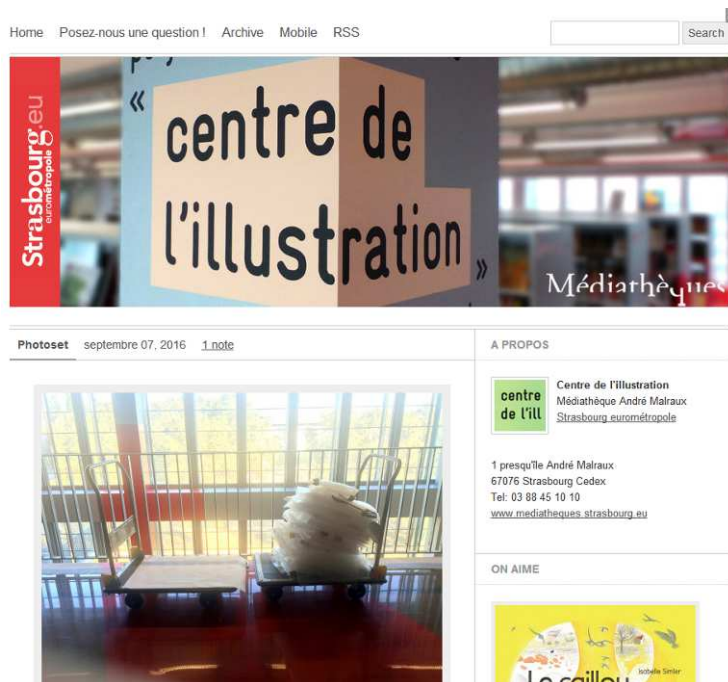 Home Posez-nous une question ! Archive Mobile RSS
Search
Strasbourg.eu
eurométropole
«
centre de
l'illustration
»
Médiathèques
Photoset septembre 07, 2016 1 note
A PROPOS
centre
de l'ill
Centre de l'illustration
Médiathèque André Malraux
Strasbourg eurométropole
1 presqu'île André Malraux
67076 Strasbourg Cedex
Tel: 03 88 45 10 10
www.mediatheques.strasbourg.eu
ON AIME
Isabelle Simler
Le caillou